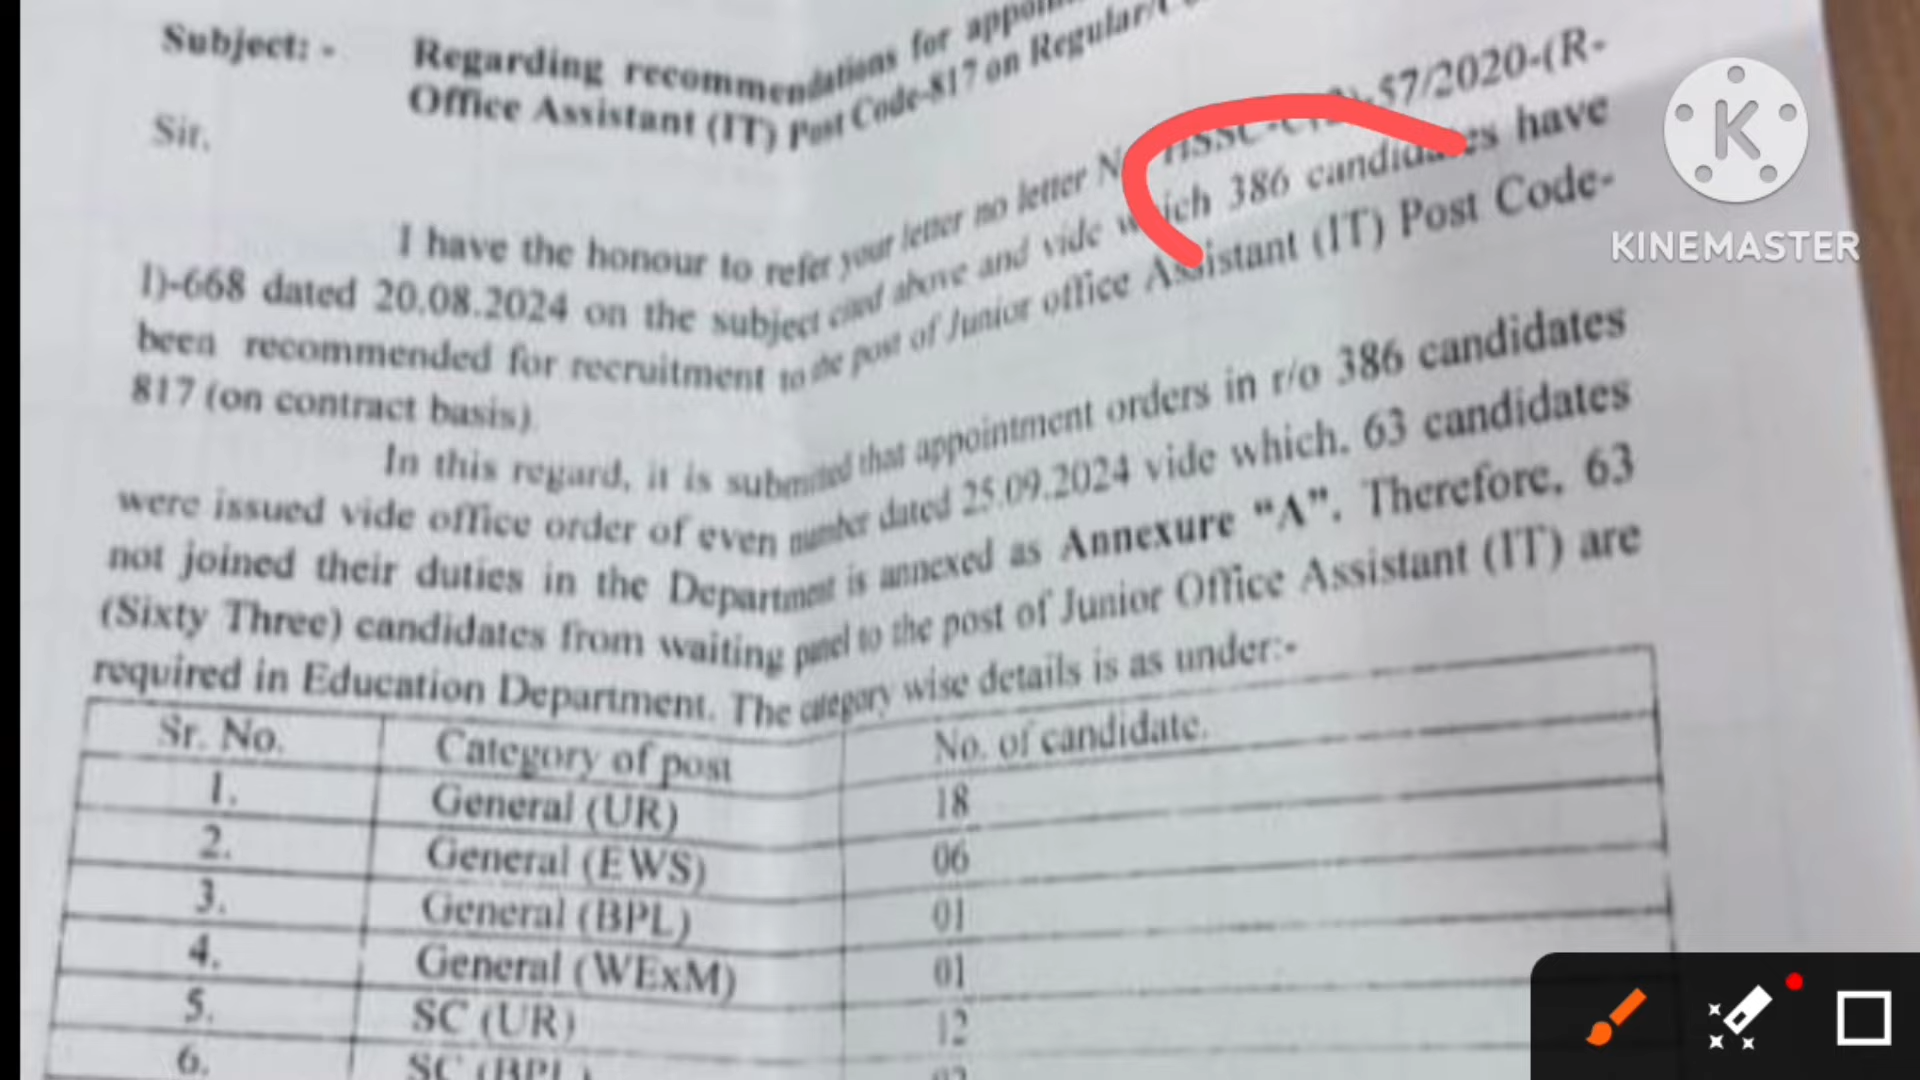 Subject: - Regarding recommendations for
Office Assistant (IT) Post Code-817 on Regular/
Sir,
I have the honour to refer your letter no letter HSSC- -57/2020-(R-
I)-668 dated 20.08.2024 on the subject cited above and vide which 386 candidates have
been recommended for recruitment to the post of Junior office Assistant (IT) Post Code-
817 (on contract basis)
In this regard, it is submitted that appointment orders in r/o 386 candidates
were issued vide office order of even number dated 25.09.2024 vide which, 63 candidates
not joined their duties in the Department is annexed as Annexure "A". Therefore, 63
(Sixty Three) candidates from waiting panel to the post of Junior Office Assistant (IT) are
required in Education Department. The category wise details is as under:-
Sr. No. Category of post No. of candidate.
1. General (UR) 18
2. General (EWS) 06
3. General (BPL) 01
4. General (WExM) 01
5. SC (UR) 12
6. SC (BPL)
K
KINEMASTER